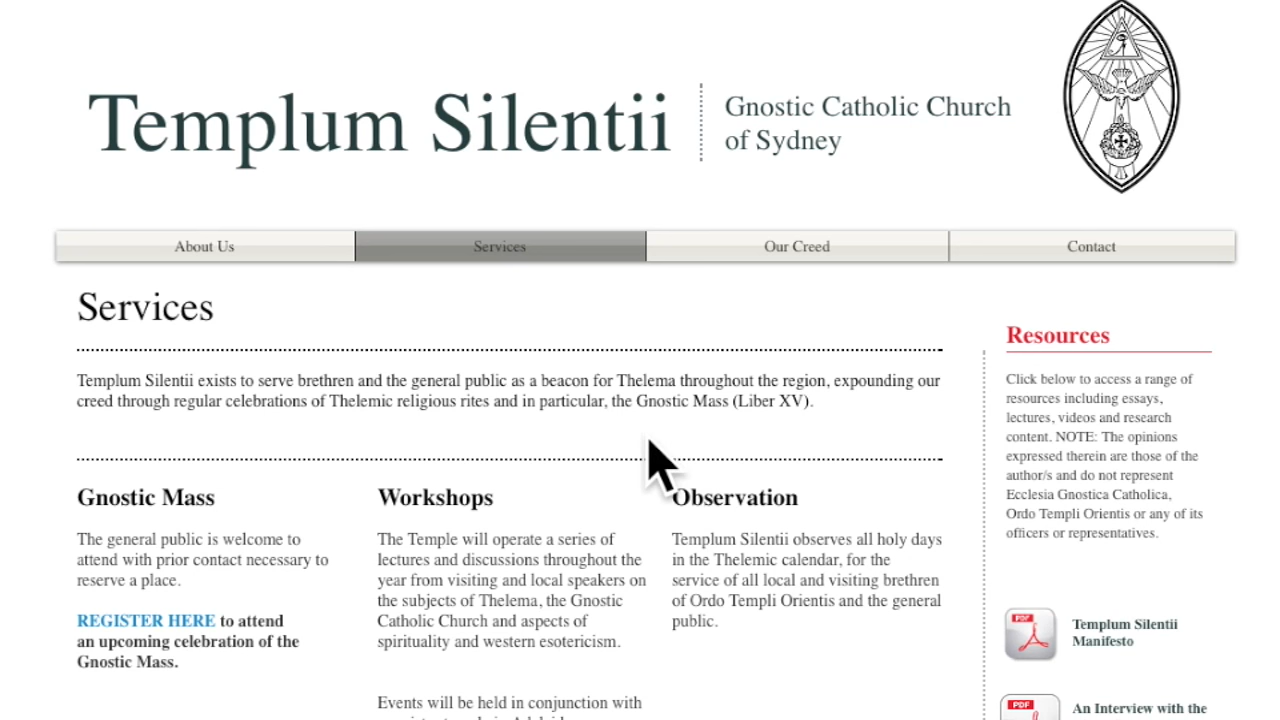 Templum Silentii
Gnostic Catholic Church
of Sydney
About Us
Services
Our Creed
Contact
Services
Templum Silentii exists to serve brethren and the general public as a beacon for Thelema throughout the region, expounding our
creed through regular celebrations of Thelemic religious rites and in particular, the Gnostic Mass (Liber XV).
Gnostic Mass
The general public is welcome to
attend with prior contact necessary to
reserve a place.
REGISTER HERE to attend
an upcoming celebration of the
Gnostic Mass.
Workshops
The Temple will operate a series of
lectures and discussions throughout the
year from visiting and local speakers on
the subjects of Thelema, the Gnostic
Catholic Church and aspects of
spirituality and western esotericism.
Events will be held in conjunction with
Observation
Templum Silentii observes all holy days
in the Thelemic calendar, for the
service of all local and visiting brethren
of Ordo Templi Orientis and the general
public.
Resources
Click below to access a range of
resources including essays,
lectures, videos and research
content. NOTE: The opinions
expressed therein are those of the
author/s and do not represent
Ecclesia Gnostica Catholica,
Ordo Templi Orientis or any of its
officers or representatives.
PDF
Templum Silentii
Manifesto
PDF
An Interview with the